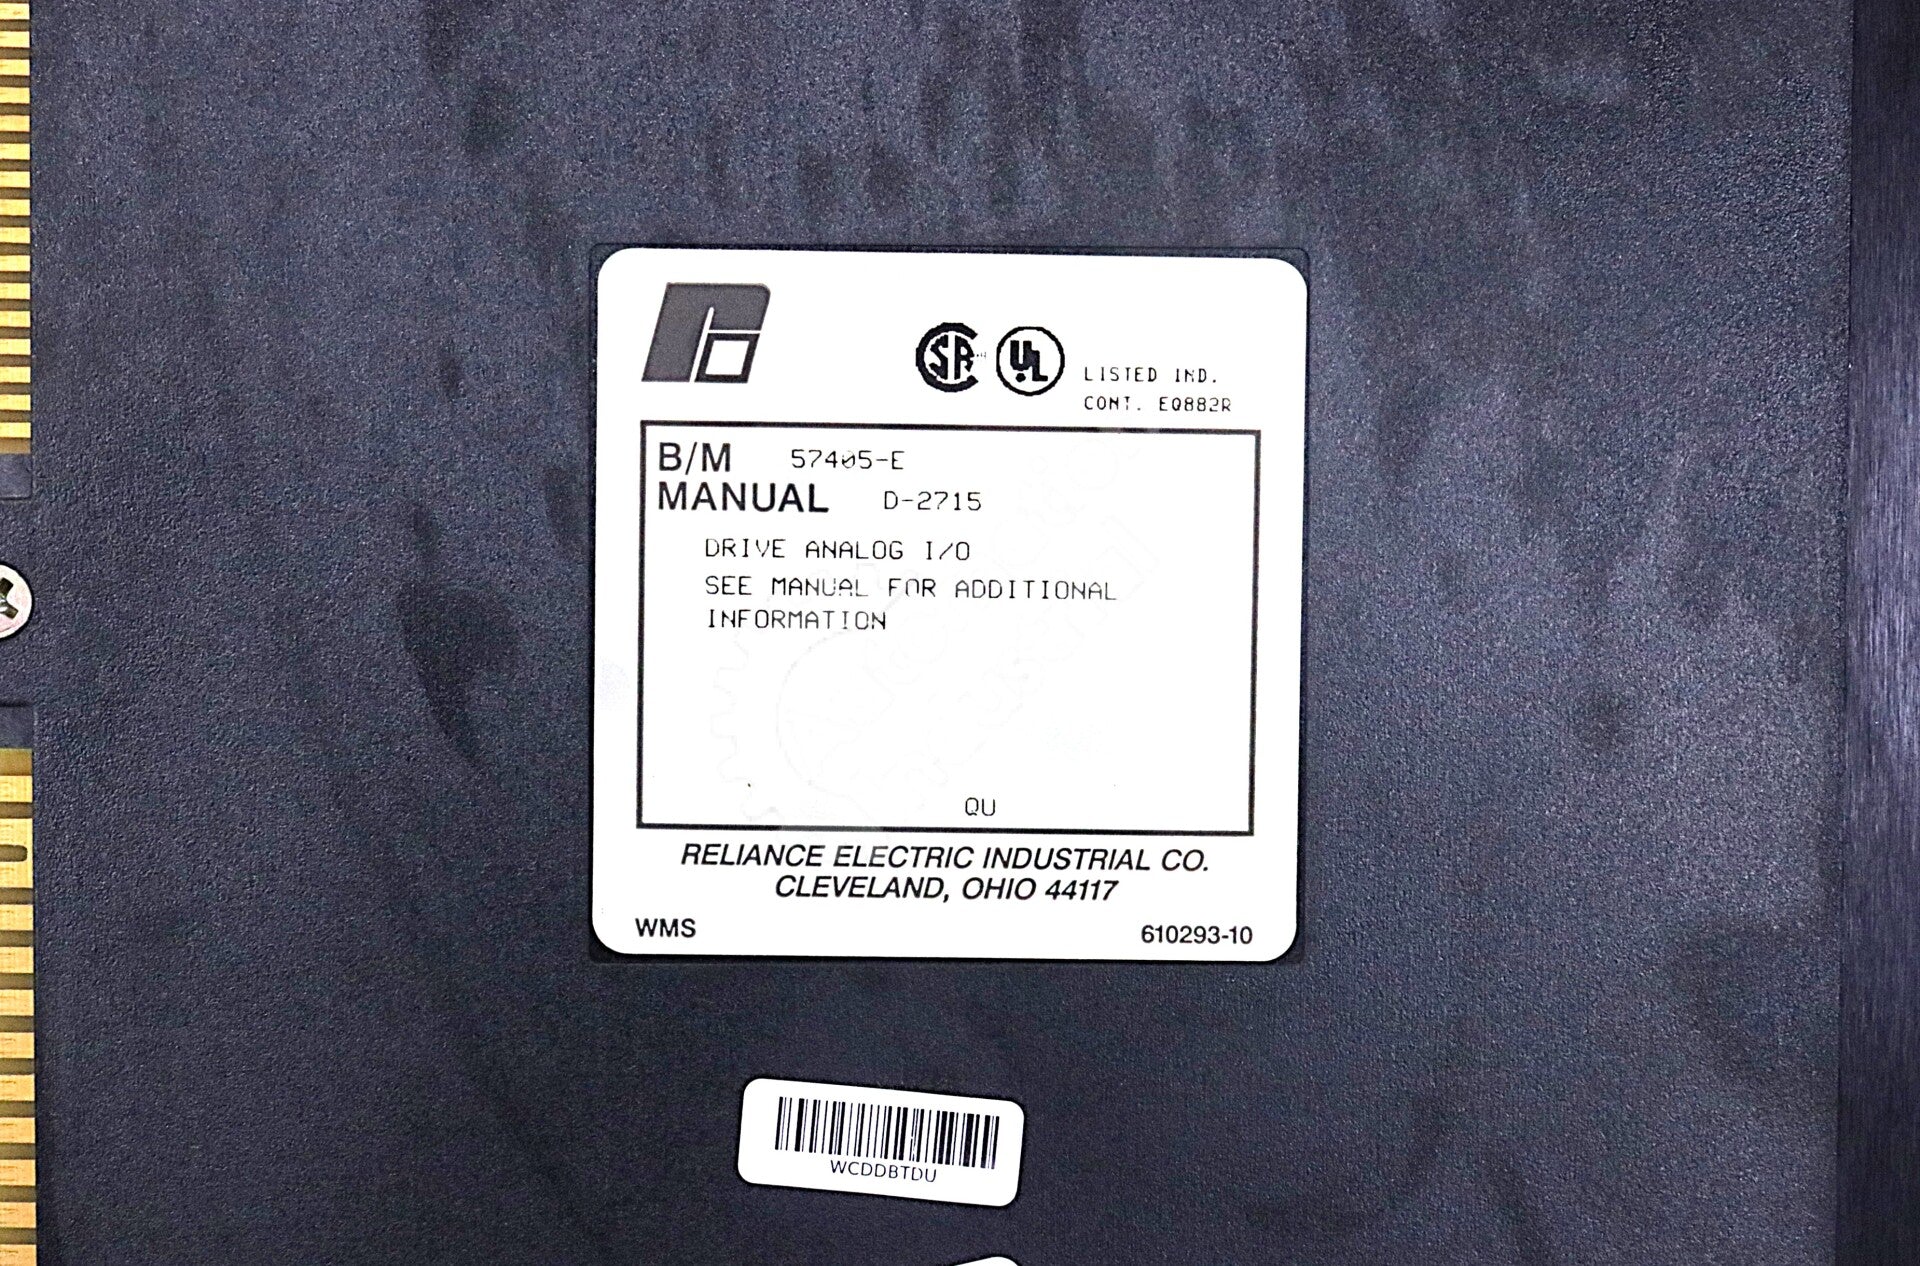 LISTED IND.
CONT. EQ882R
B/M 57405-E
MANUAL D-2715
DRIVE ANALOG I/O
SEE MANUAL FOR ADDITIONAL
INFORMATION
QU
RELIANCE ELECTRIC INDUSTRIAL CO.
CLEVELAND, OHIO 44117
WMS 610293-10
WCDDBTDU